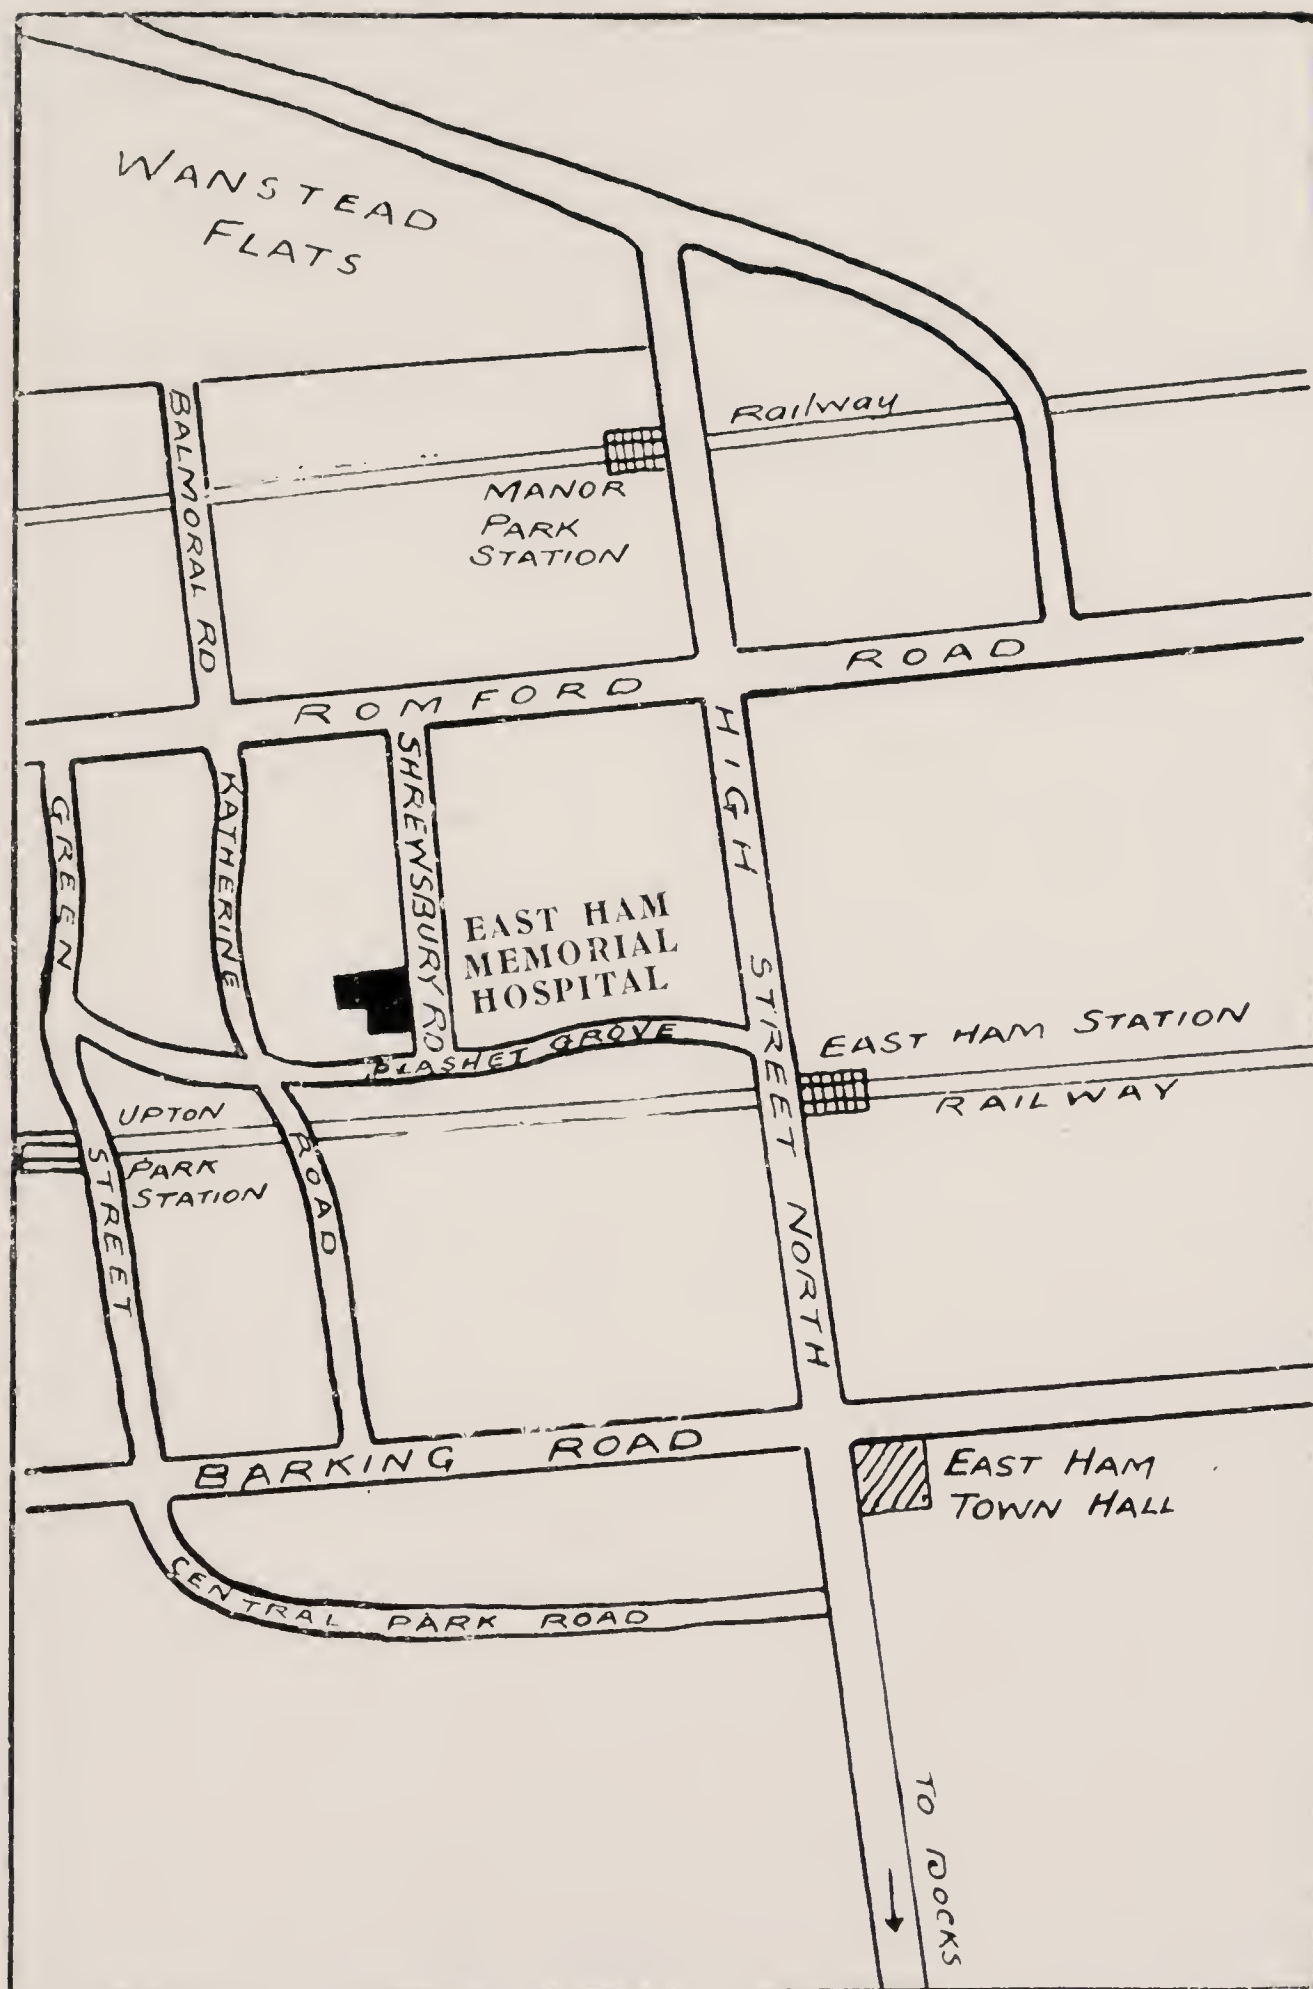 WANSTEAD
FLATS
BALMORAL RD
Railway
MANOR
PARK
STATION
ROMFORD ROAD
GREEN STREET
KATHERINE ROAD
SHREWSBURY RD
HIGH STREET NORTH
EAST HAM
MEMORIAL
HOSPITAL
PLASHET GROVE
EAST HAM STATION
RAILWAY
UPTON
PARK
STATION
BARKING ROAD
EAST HAM
TOWN HALL
CENTRAL PARK ROAD
TO DOCKS